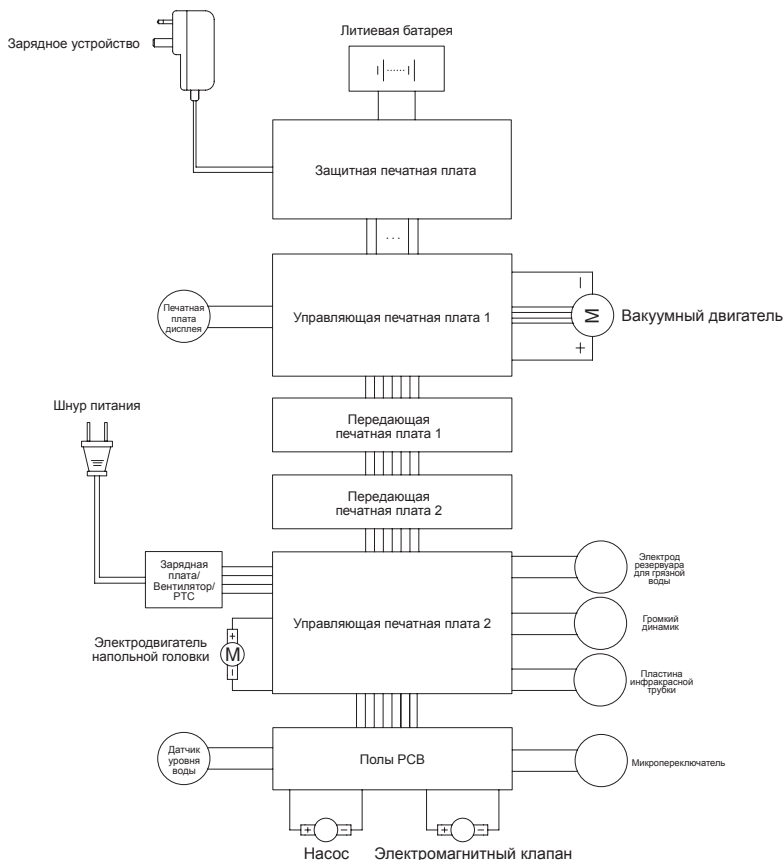 Литиевая батарея
Зарядное устройство
Защитная печатная плата
...
Печатная
плата
дисплея
Управляющая печатная плата 1
−
M
+
Вакуумный двигатель
Шнур питания
Передающая
печатная плата 1
Передающая
печатная плата 2
Зарядная
плата/
Вентилятор/
PTC
Электрод
резервуара
для грязной
воды
Управляющая печатная плата 2
Громкий
динамик
Электродвигатель
напольной головки
+
M
−
Пластина
инфракрасной
трубки
Датчик
уровня
воды
Полы PCB
Микропереключатель
+ −
+ −
Насос
Электромагнитный клапан